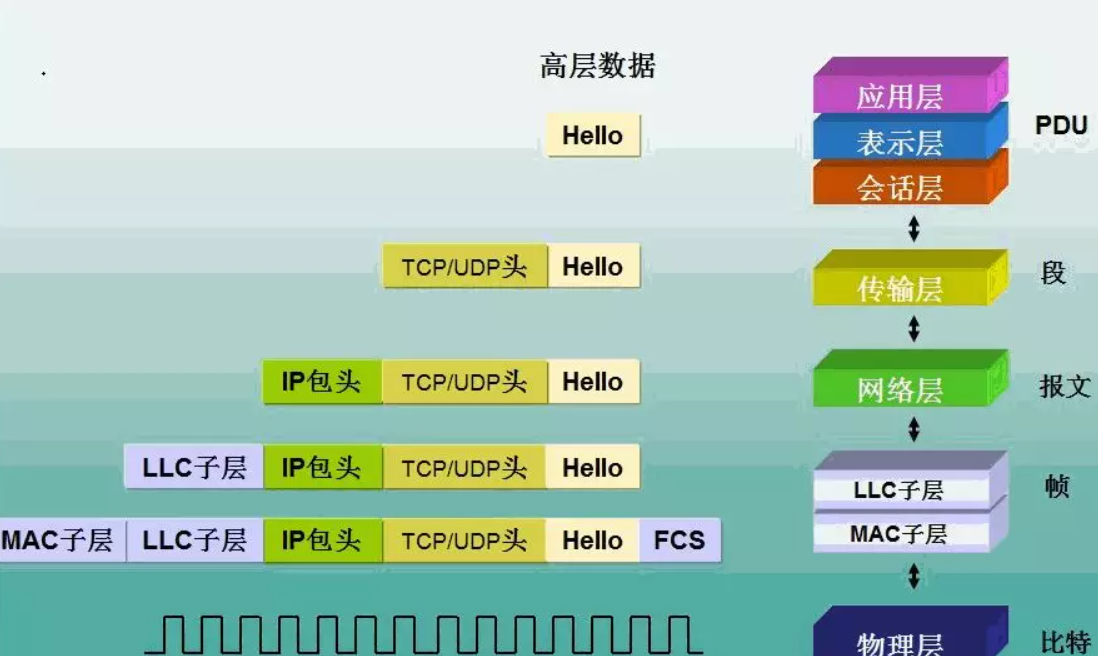 高层数据
应用层
Hello
PDU
表示层
会话层
TCP/UDP头 Hello
传输层
段
IP包头 TCP/UDP头 Hello
网络层
报文
LLC子层 IP包头 TCP/UDP头 Hello
LLC子层
帧
MAC子层 LLC子层 IP包头 TCP/UDP头 Hello FCS
MAC子层
物理层
比特